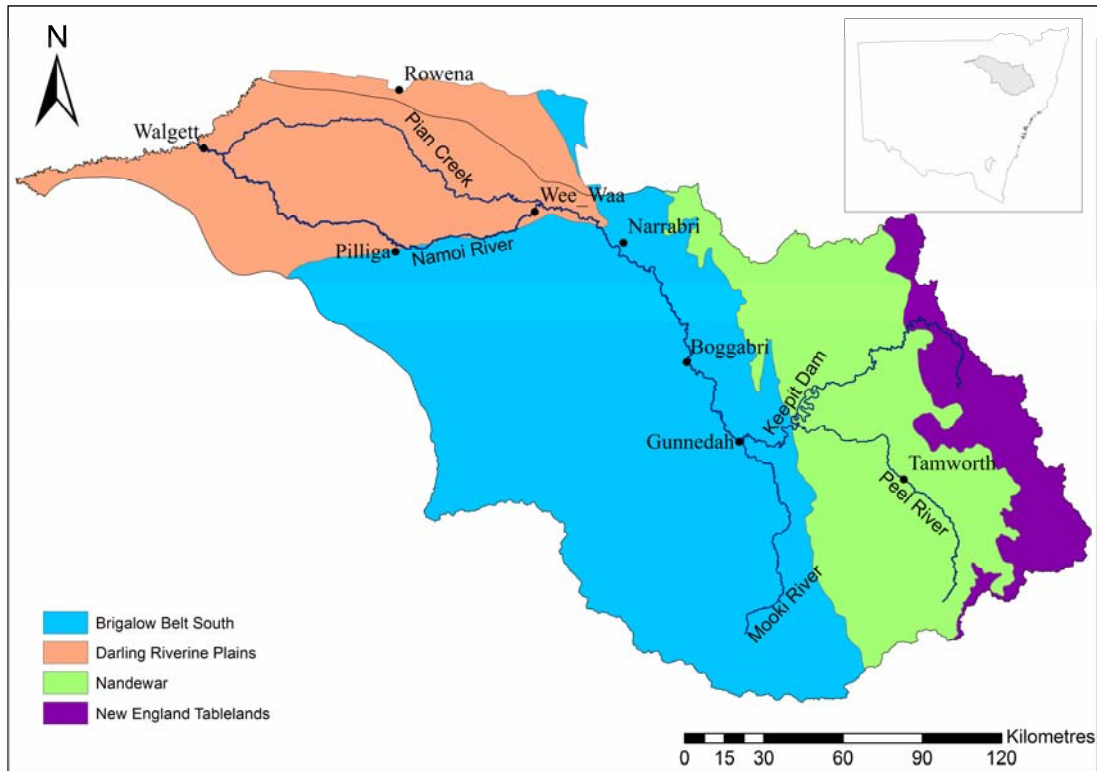 N
Rowena
Walgett
Pian Creek
Wee_Waa
Narrabri
Pilliga
Namoi River
Boggabri
Keepit Dam
Gunnedah
Tamworth
Peel River
Mooki River
Brigalow Belt South
Darling Riverine Plains
Nandewar
New England Tablelands
Kilometres
0 15 30 60 90 120